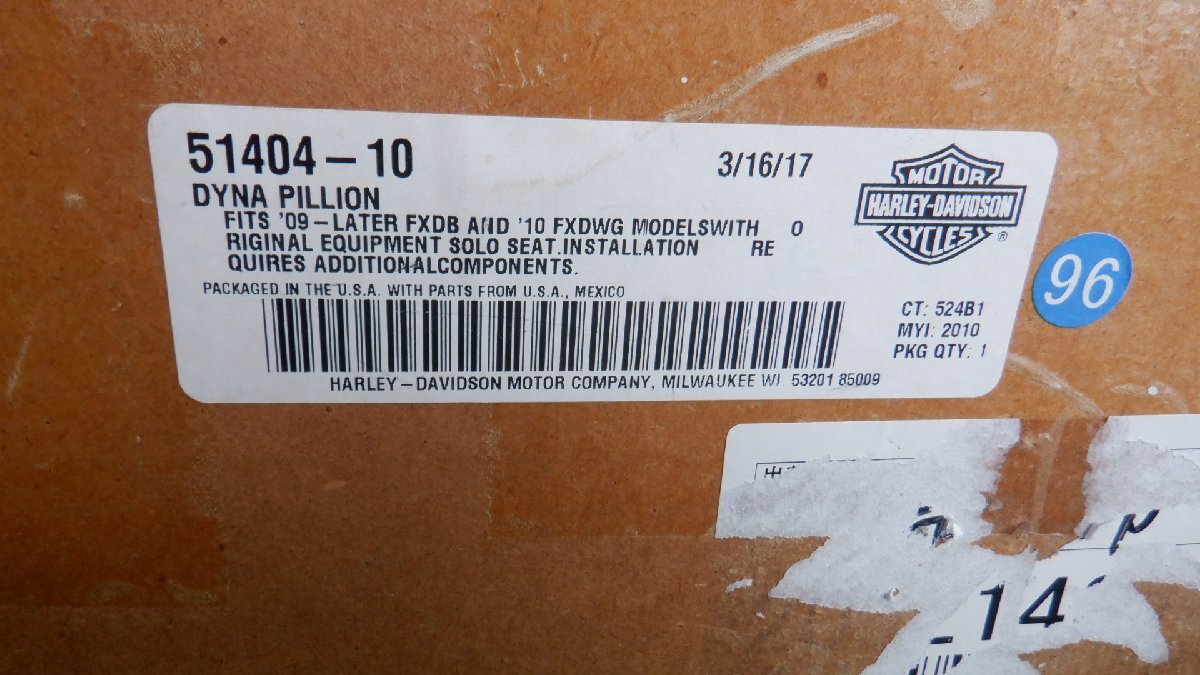 51404-10
3/16/17
DYNA PILLION
FITS '09-LATER FXDB AND '10 FXDWG MODELSWITH O
RIGINAL EQUIPMENT SOLO SEAT.INSTALLATION RE
QUIRES ADDITIONALCOMPONENTS.
PACKAGED IN THE U.S.A. WITH PARTS FROM U.S.A., MEXICO
HARLEY-DAVIDSON MOTOR COMPANY, MILWAUKEE WI 53201 85009
MOTOR
HARLEY-DAVIDSON
CYCLES
®
CT: 524B1
MYI: 2010
PKG QTY: 1
96
14